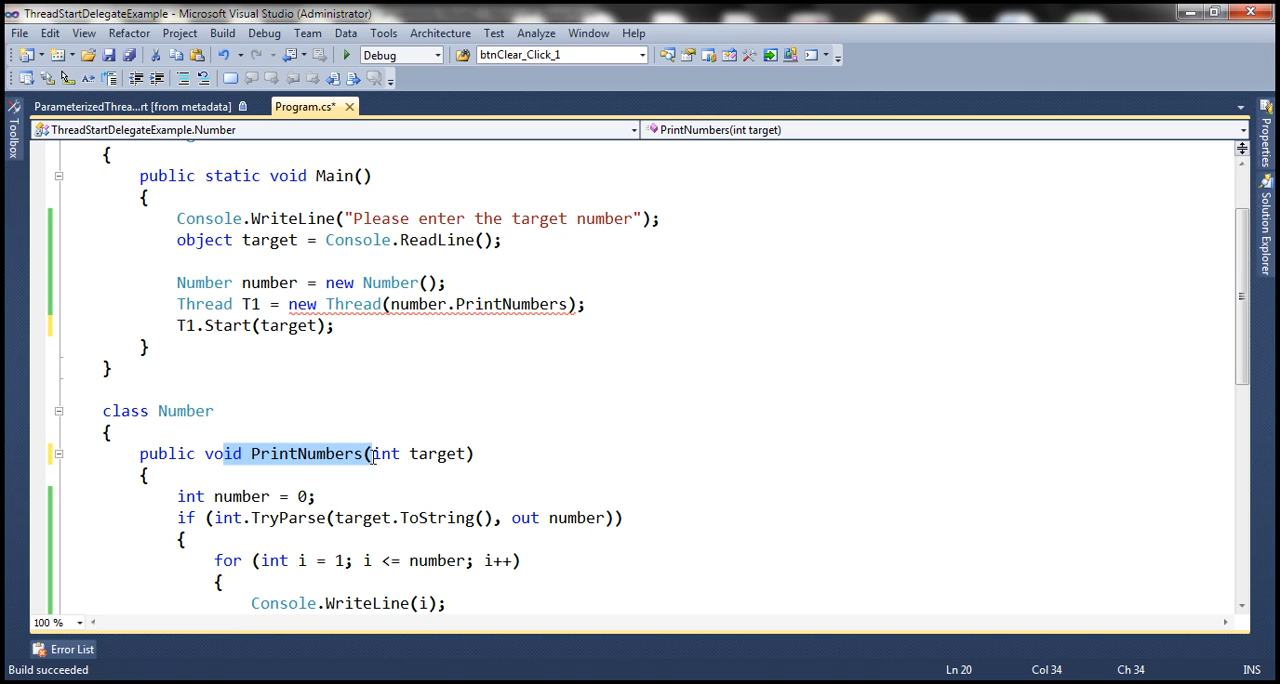 ThreadStartDelegateExample - Microsoft Visual Studio (Administrator)
File Edit View Refactor Project Build Debug Team Data Tools Architecture Test Analyze Window Help
Debug btnClear_Click_1
ParameterizedThrea...rt [from metadata] Program.cs*
ThreadStartDelegateExample.Number PrintNumbers(int target)
Toolbox
Properties
Solution Explorer
{
public static void Main()
{
Console.WriteLine("Please enter the target number");
object target = Console.ReadLine();
Number number = new Number();
Thread T1 = new Thread(number.PrintNumbers);
T1.Start(target);
}
}
class Number
{
public void PrintNumbers(int target)
{
int number = 0;
if (int.TryParse(target.ToString(), out number))
{
for (int i = 1; i <= number; i++)
{
Console.WriteLine(i);
100 %
Error List
Build succeeded Ln 20 Col 34 Ch 34 INS